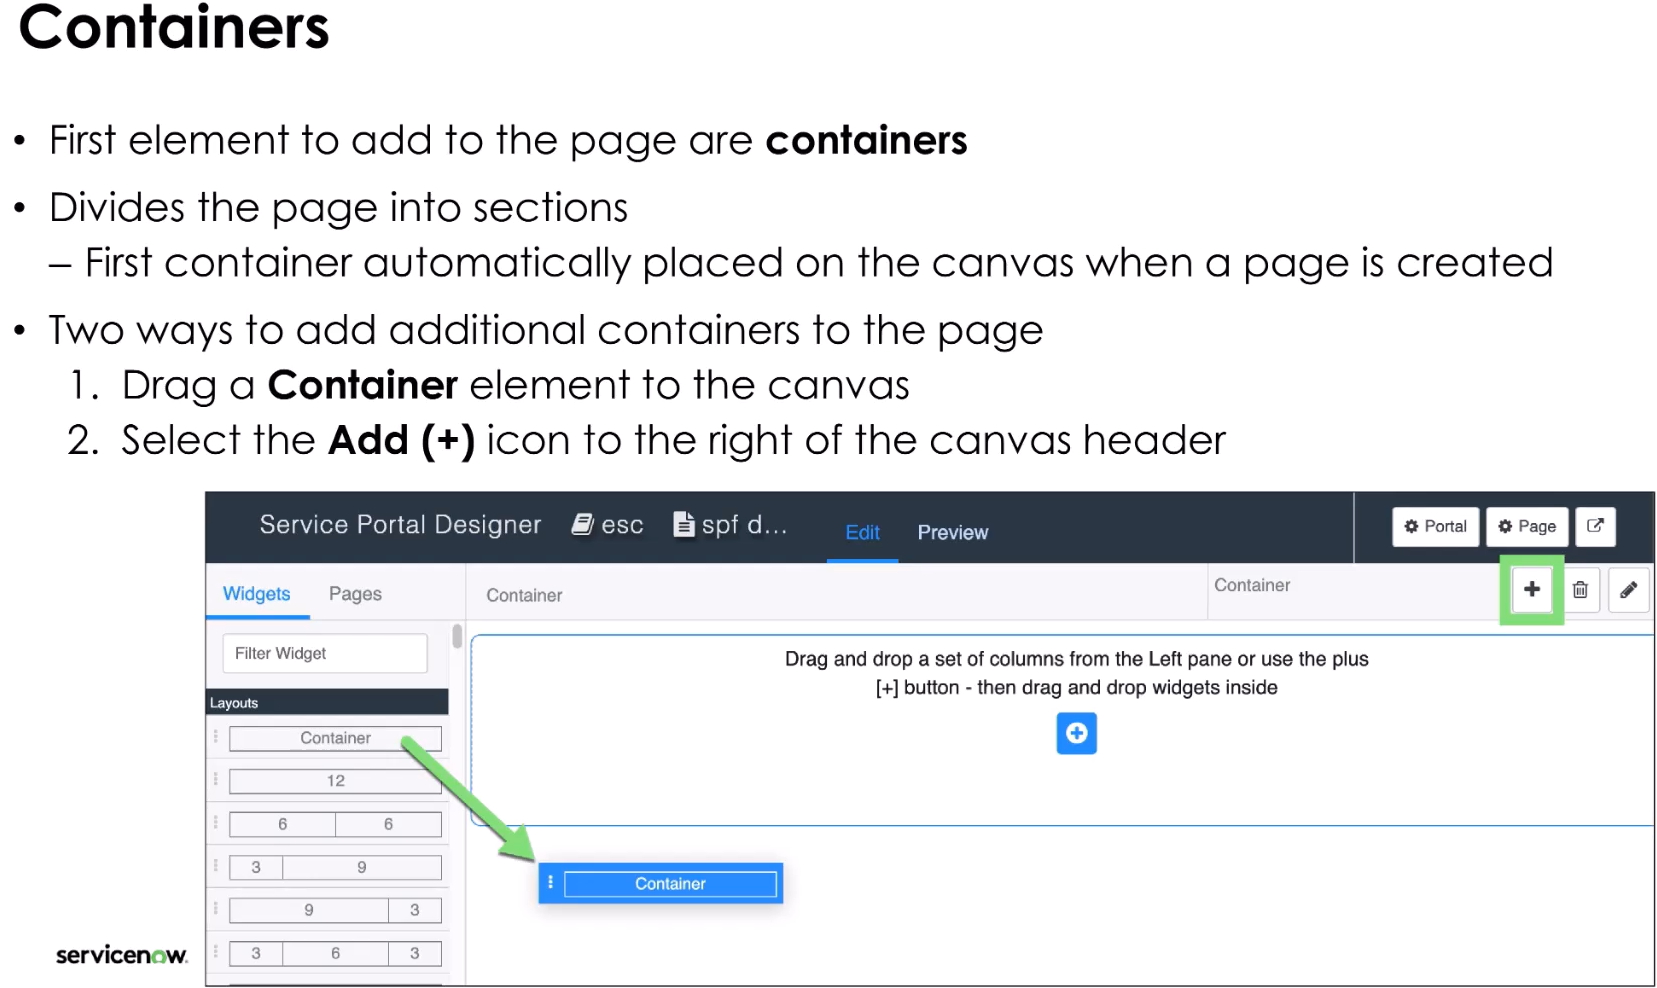 Containers
• First element to add to the page are containers
• Divides the page into sections
– First container automatically placed on the canvas when a page is created
• Two ways to add additional containers to the page
1. Drag a Container element to the canvas
2. Select the Add (+) icon to the right of the canvas header
Service Portal Designer esc spf d... Edit Preview Portal Page
Widgets Pages Container Container
Filter Widget
Drag and drop a set of columns from the Left pane or use the plus
[+] button - then drag and drop widgets inside
Layouts
Container
12
6 6
3 9
Container
9 3
3 6 3
servicenow.